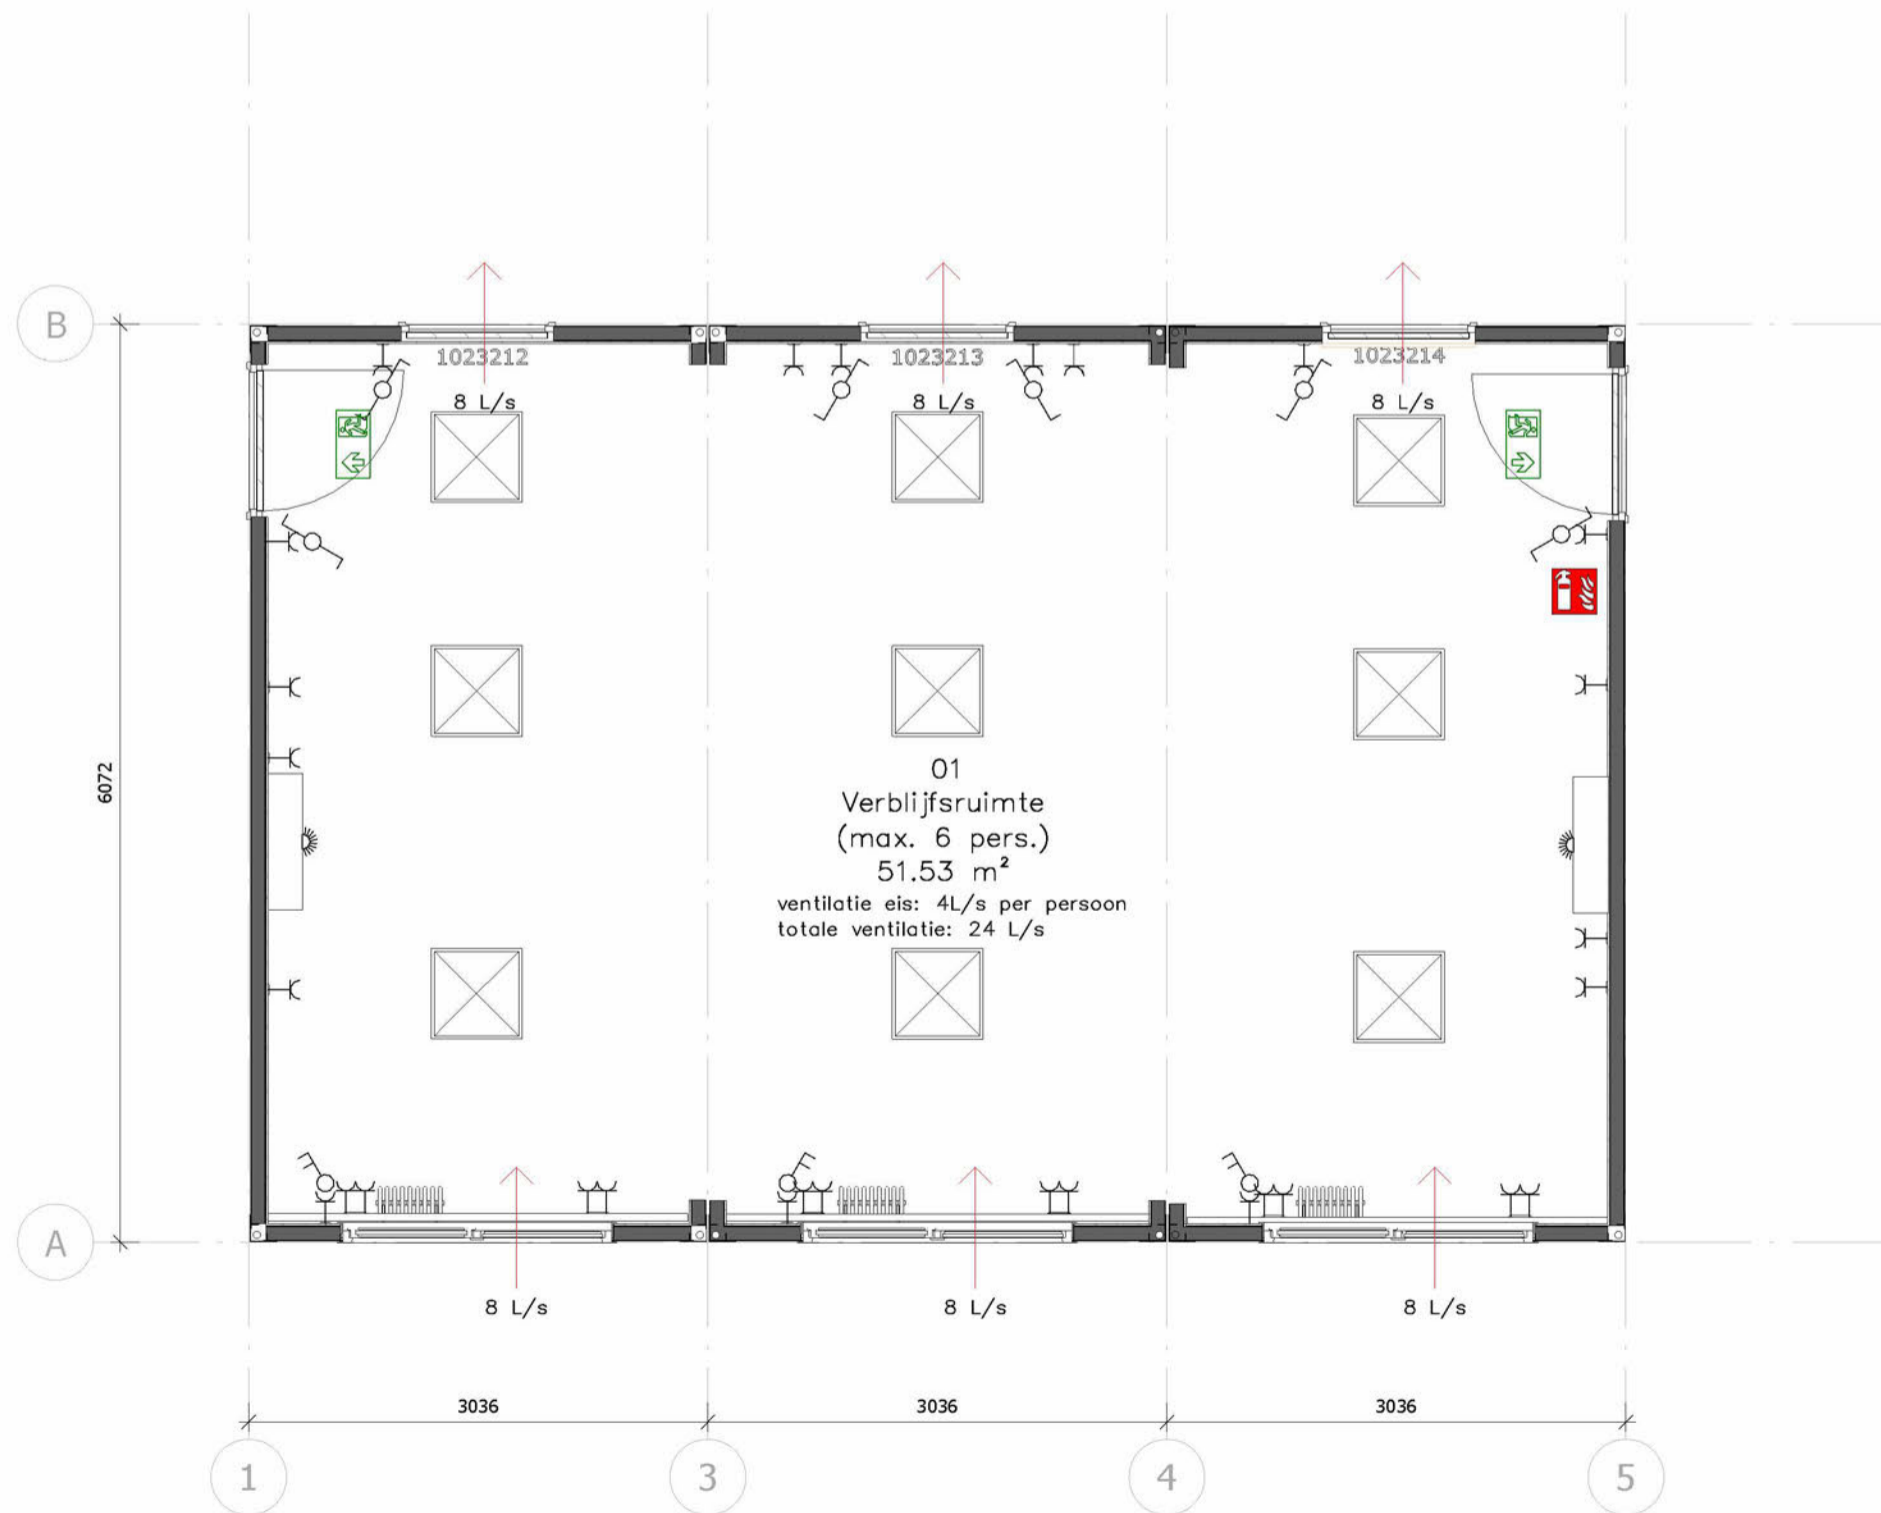 B
1023212
1023213
1023214
8 L/s
8 L/s
8 L/s
6072
01
Verblijfsruimte
(max. 6 pers.)
51.53 m²
ventilatie eis: 4L/s per persoon
totale ventilatie: 24 L/s
A
8 L/s
8 L/s
8 L/s
3036
3036
3036
1
3
4
5